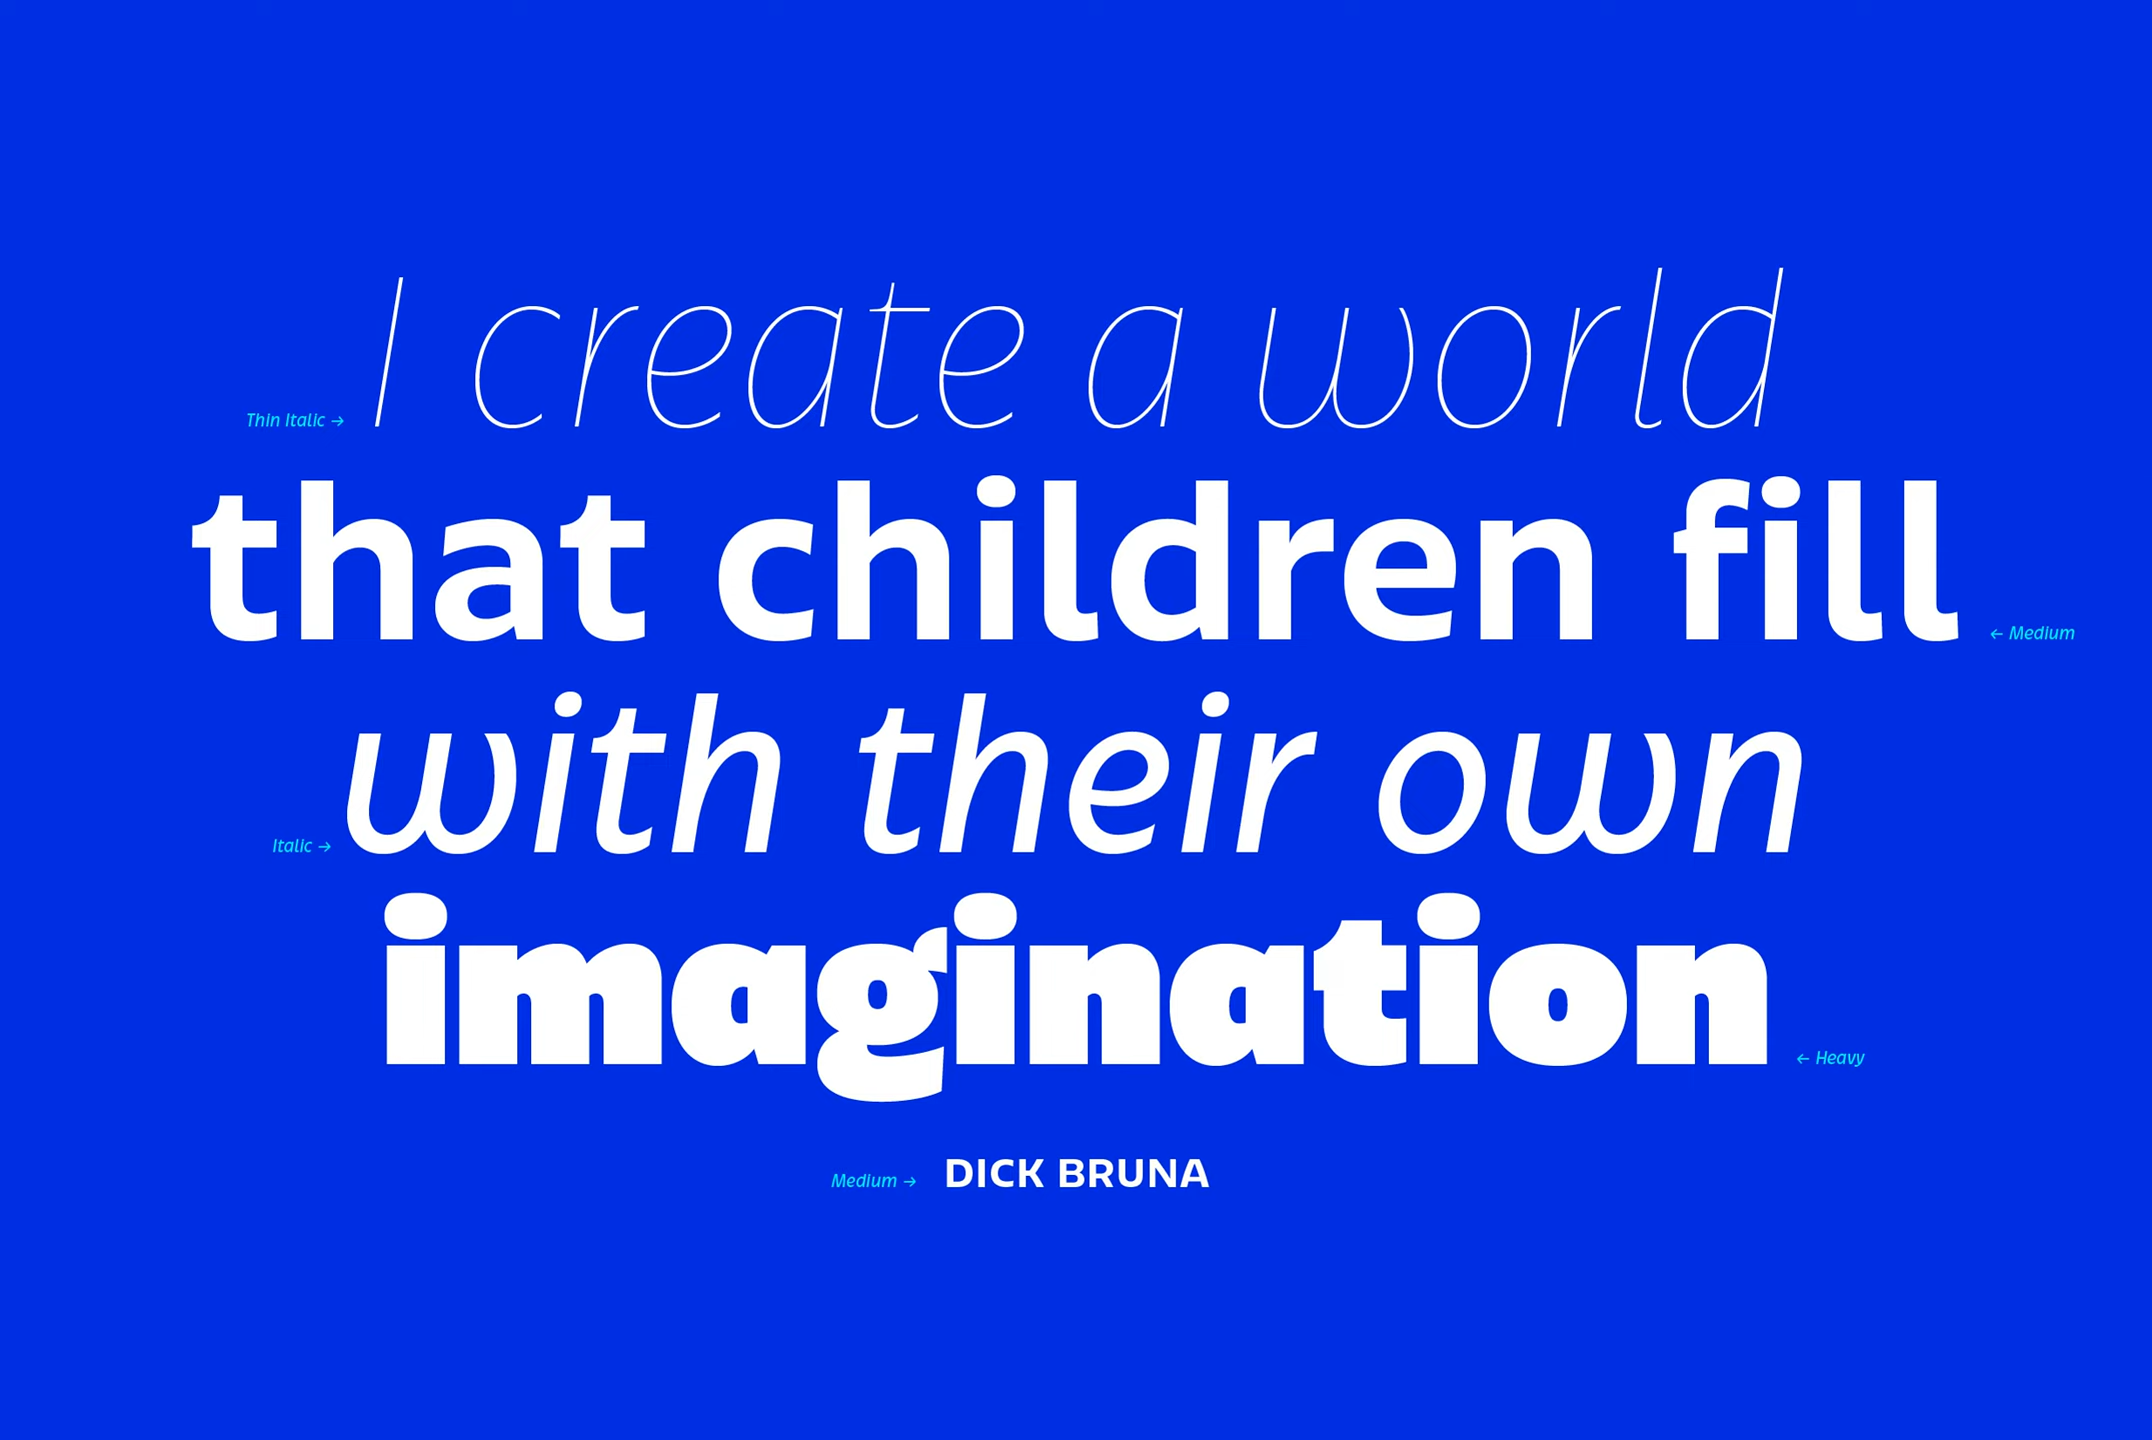 Thin Italic → I create a world
that children fill ← Medium
Italic → with their own
imagination ← Heavy
Medium → DICK BRUNA